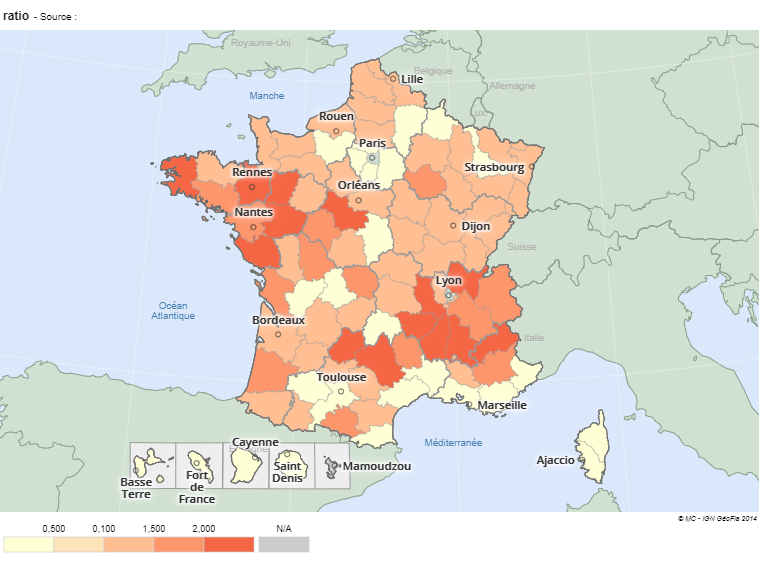 ratio - Source :
Royaume-Uni
Belgique
Lille
Allemagne
Manche
Lux.
Rouen
Paris
Strasbourg
Rennes
Orléans
Nantes
Dijon
Suisse
Lyon
Océan
Atlantique
Bordeaux
Italie
Toulouse
Marseille
Cayenne
Méditerranée
Ajaccio
Saint
Denis
Mamoudzou
Basse
Terre
Fort
de
France
© MC - IGN GéoFla 2014
0,500 0,100 1,500 2,000 N/A